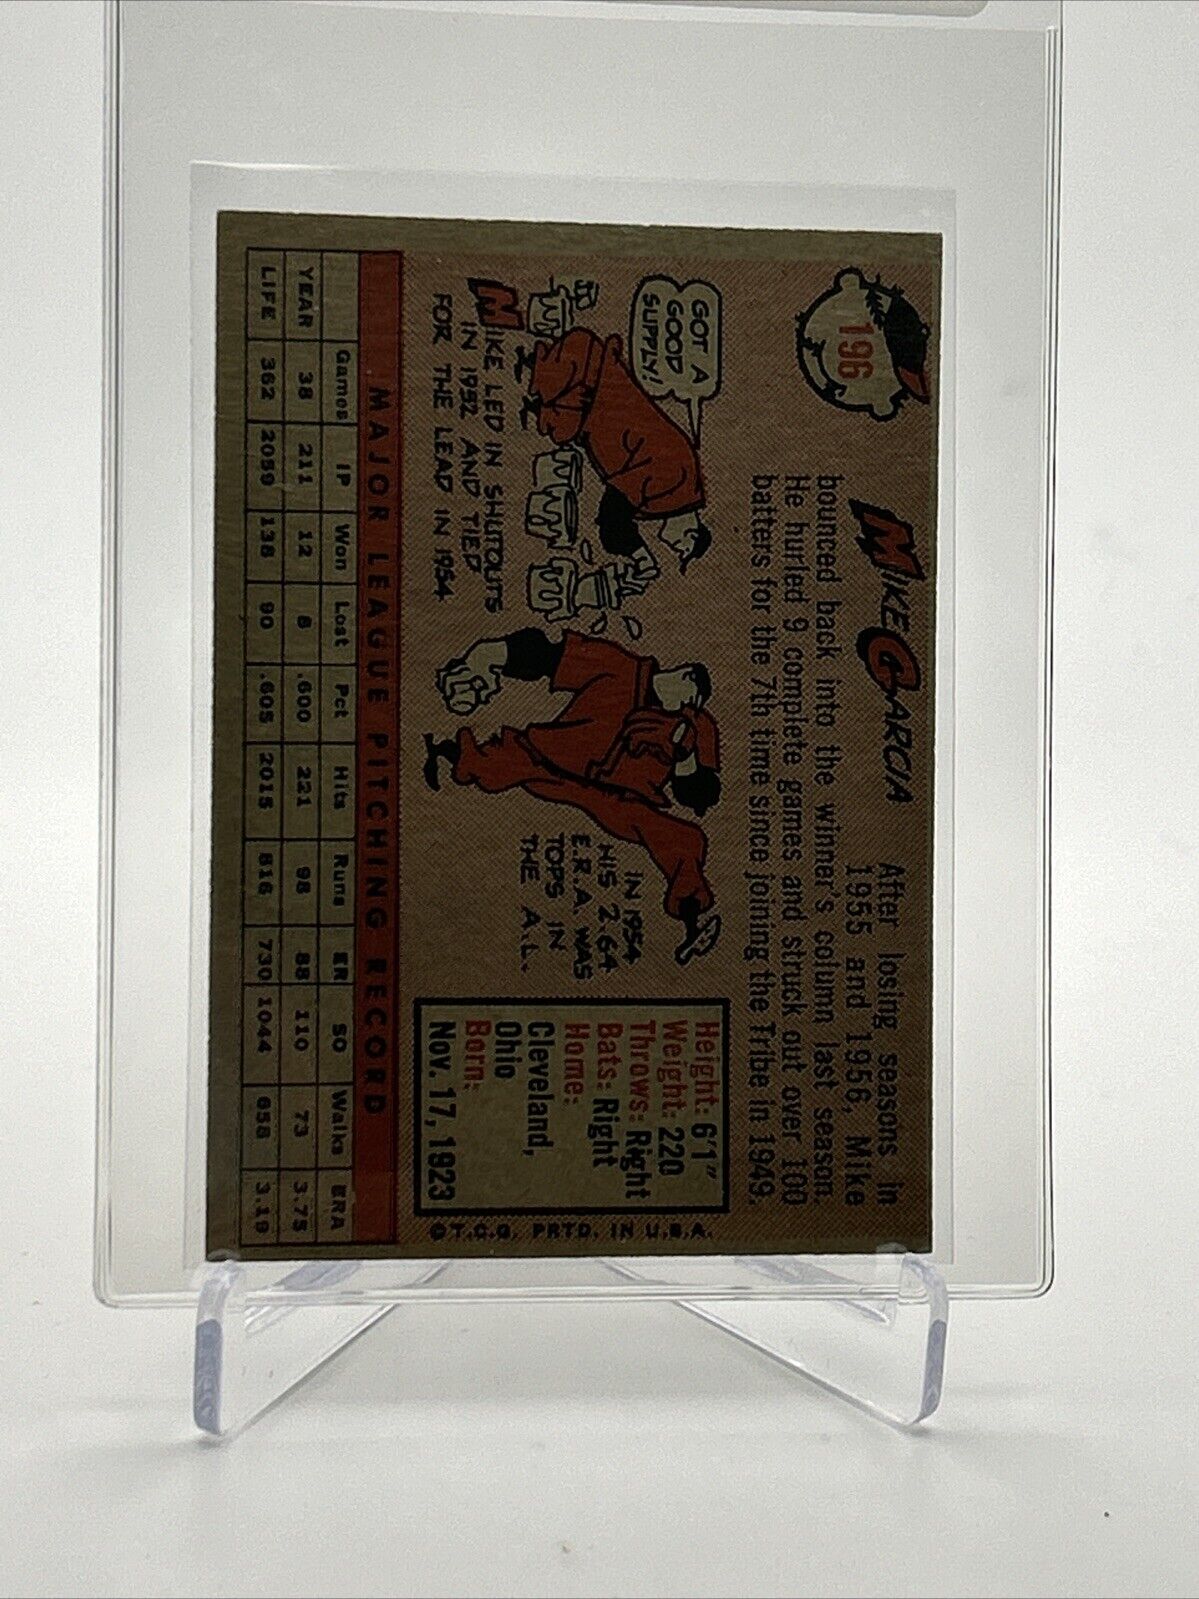 196
MIKE GARCIA
After losing seasons in
1955 and 1956, Mike
bounced back into the winner's column last season.
He hurled 9 complete games and struck out over 100
batters for the 7th time since joining the Tribe in 1949.
GOT A
GOOD
SUPPLY!
MIKE LED IN SHUTOUTS
IN 1952 AND TIED
FOR THE LEAD IN 1954
IN 1954
HIS 2.64
E.R.A. WAS
TOPS IN
THE A.L.
Height: 6'1"
Weight: 220
Throws: Right
Bats: Right
Home:
Cleveland,
Ohio
Born:
Nov. 17, 1923
© T.C.G. PRTD. IN U.S.A.
MAJOR LEAGUE PITCHING RECORD
Games IP Won Lost Pct Hits Runs ER SO Walks ERA
YEAR 38 211 12 8 .600 221 98 88 110 73 3.75
LIFE 362 2059 138 90 .605 2015 816 730 1044 658 3.19